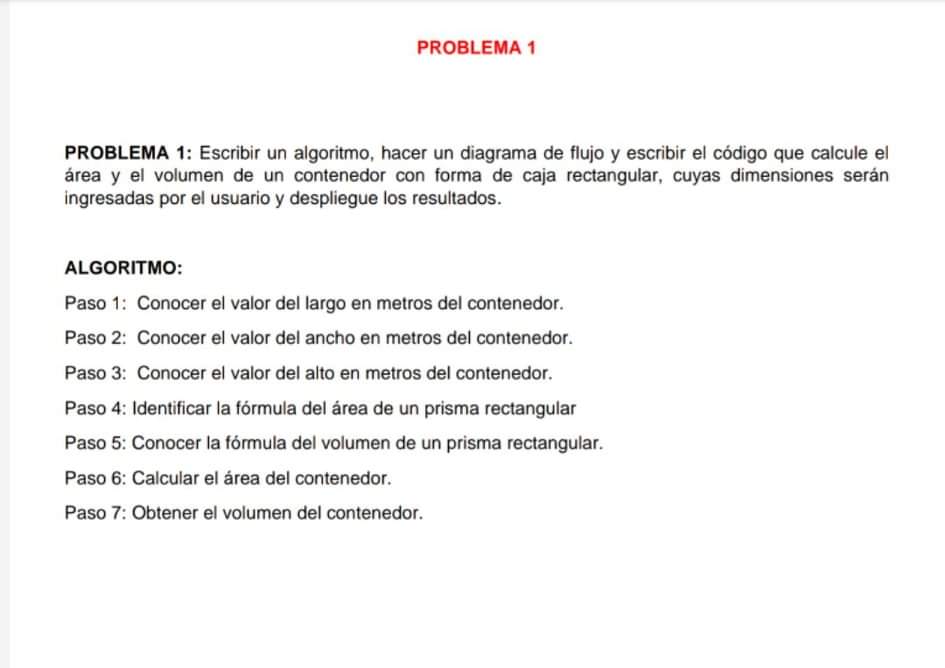 PROBLEMA 1
PROBLEMA 1: Escribir un algoritmo, hacer un diagrama de flujo y escribir el código que calcule el
área y el volumen de un contenedor con forma de caja rectangular, cuyas dimensiones serán
ingresadas por el usuario y despliegue los resultados.
ALGORITMO:
Paso 1: Conocer el valor del largo en metros del contenedor.
Paso 2: Conocer el valor del ancho en metros del contenedor.
Paso 3: Conocer el valor del alto en metros del contenedor.
Paso 4: Identificar la fórmula del área de un prisma rectangular
Paso 5: Conocer la fórmula del volumen de un prisma rectangular.
Paso 6: Calcular el área del contenedor.
Paso 7: Obtener el volumen del contenedor.